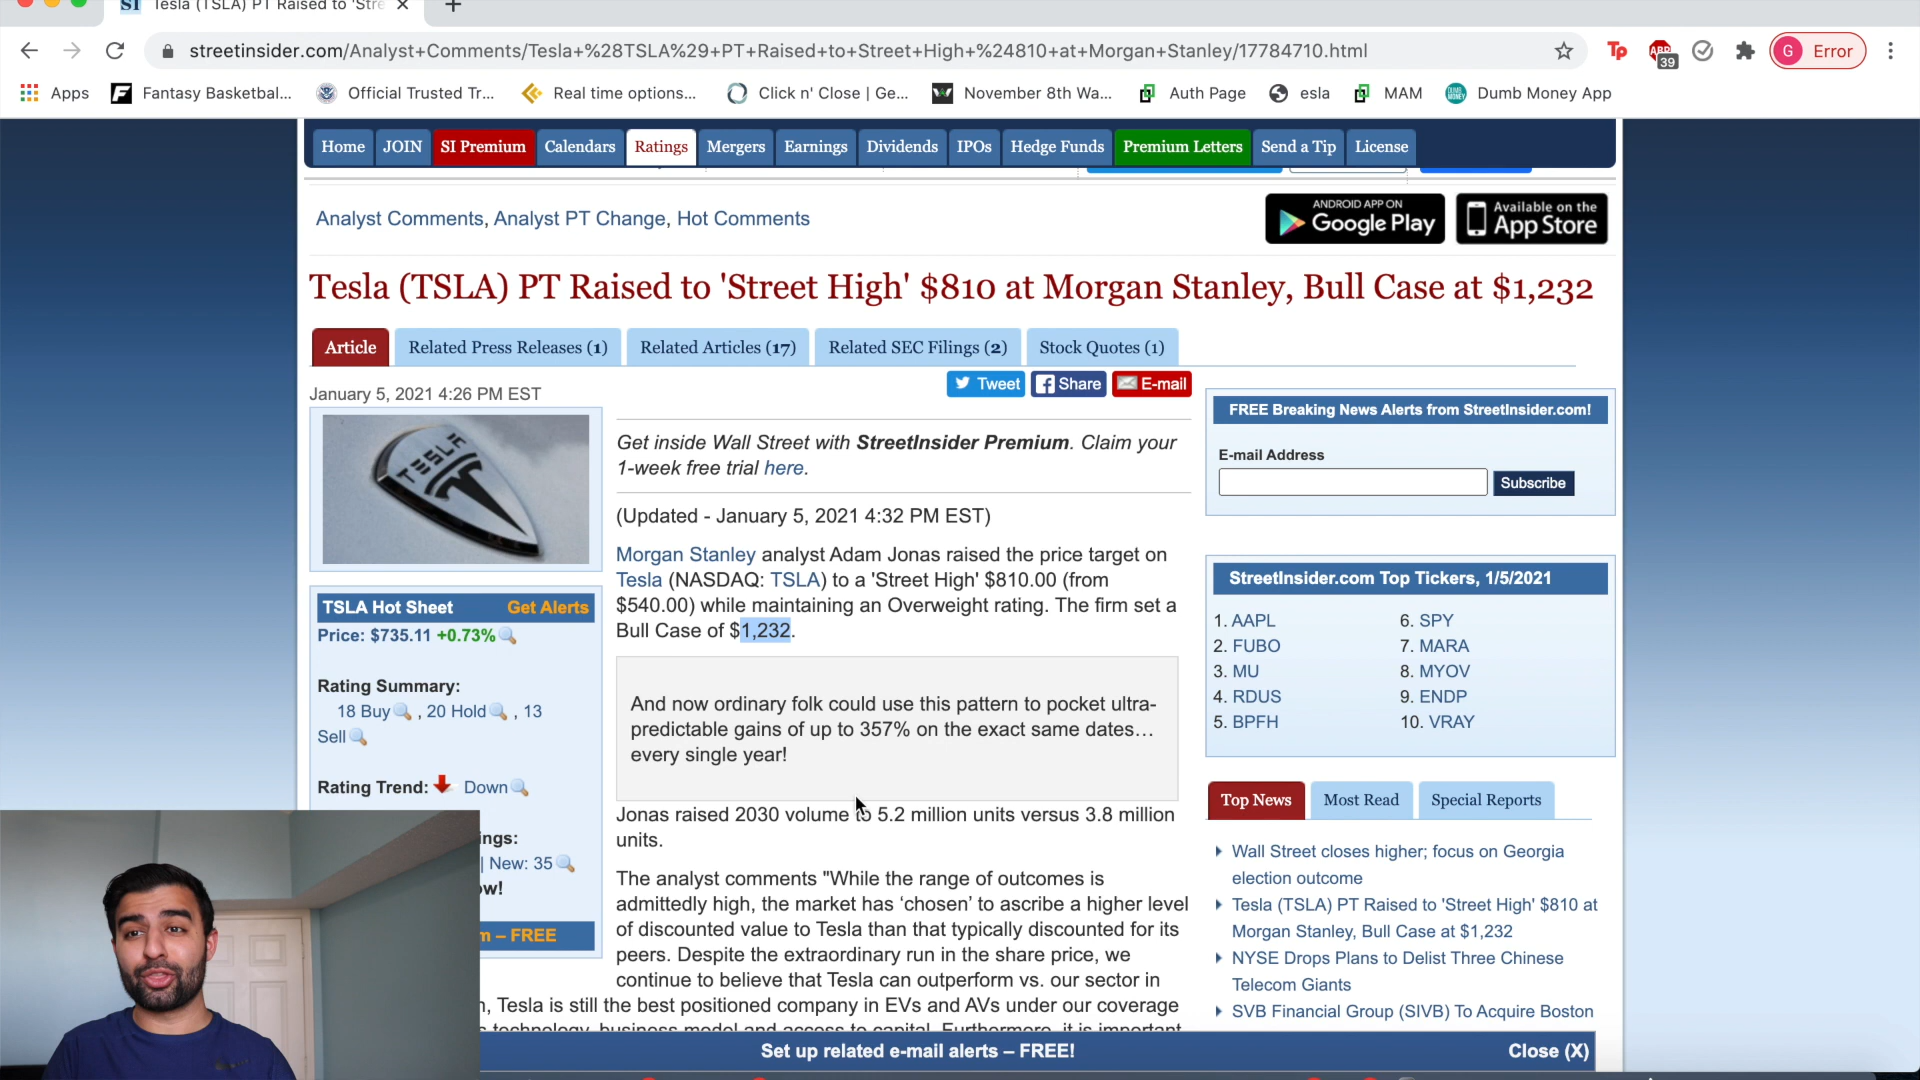 SI Tesla (TSLA) PT Raised to 'Stre
streetinsider.com/Analyst+Comments/Tesla+%28TSLA%29+PT+Raised+to+Street+High+%24810+at+Morgan+Stanley/17784710.html
Tp ABP 39 G Error
Apps Fantasy Basketbal... Official Trusted Tr... Real time options... Click n' Close | Ge... November 8th Wa... Auth Page esla MAM DUMB MONEY Dumb Money App
Home JOIN SI Premium Calendars Ratings Mergers Earnings Dividends IPOs Hedge Funds Premium Letters Send a Tip License
Analyst Comments, Analyst PT Change, Hot Comments
ANDROID APP ON
Google Play
Available on the
App Store
Tesla (TSLA) PT Raised to 'Street High' $810 at Morgan Stanley, Bull Case at $1,232
Article Related Press Releases (1) Related Articles (17) Related SEC Filings (2) Stock Quotes (1)
January 5, 2021 4:26 PM EST
Tweet Share E-mail
TESLA
TSLA Hot Sheet Get Alerts
Price: $735.11 +0.73%
Rating Summary:
18 Buy , 20 Hold , 13
Sell
Rating Trend: Down
ngs:
| New: 35
ow!
m – FREE
Get inside Wall Street with StreetInsider Premium. Claim your
1-week free trial here.
(Updated - January 5, 2021 4:32 PM EST)
Morgan Stanley analyst Adam Jonas raised the price target on
Tesla (NASDAQ: TSLA) to a 'Street High' $810.00 (from
$540.00) while maintaining an Overweight rating. The firm set a
Bull Case of $1,232.
And now ordinary folk could use this pattern to pocket ultra-
predictable gains of up to 357% on the exact same dates…
every single year!
Jonas raised 2030 volume to 5.2 million units versus 3.8 million
units.
The analyst comments "While the range of outcomes is
admittedly high, the market has ‘chosen’ to ascribe a higher level
of discounted value to Tesla than that typically discounted for its
peers. Despite the extraordinary run in the share price, we
continue to believe that Tesla can outperform vs. our sector in
, Tesla is still the best positioned company in EVs and AVs under our coverage
technology, business model and access to capital. Furthermore, it is important
FREE Breaking News Alerts from StreetInsider.com!
E-mail Address
Subscribe
StreetInsider.com Top Tickers, 1/5/2021
1. AAPL 6. SPY
2. FUBO 7. MARA
3. MU 8. MYOV
4. RDUS 9. ENDP
5. BPFH 10. VRAY
Top News Most Read Special Reports
Wall Street closes higher; focus on Georgia
election outcome
Tesla (TSLA) PT Raised to 'Street High' $810 at
Morgan Stanley, Bull Case at $1,232
NYSE Drops Plans to Delist Three Chinese
Telecom Giants
SVB Financial Group (SIVB) To Acquire Boston
Set up related e-mail alerts – FREE! Close (X)